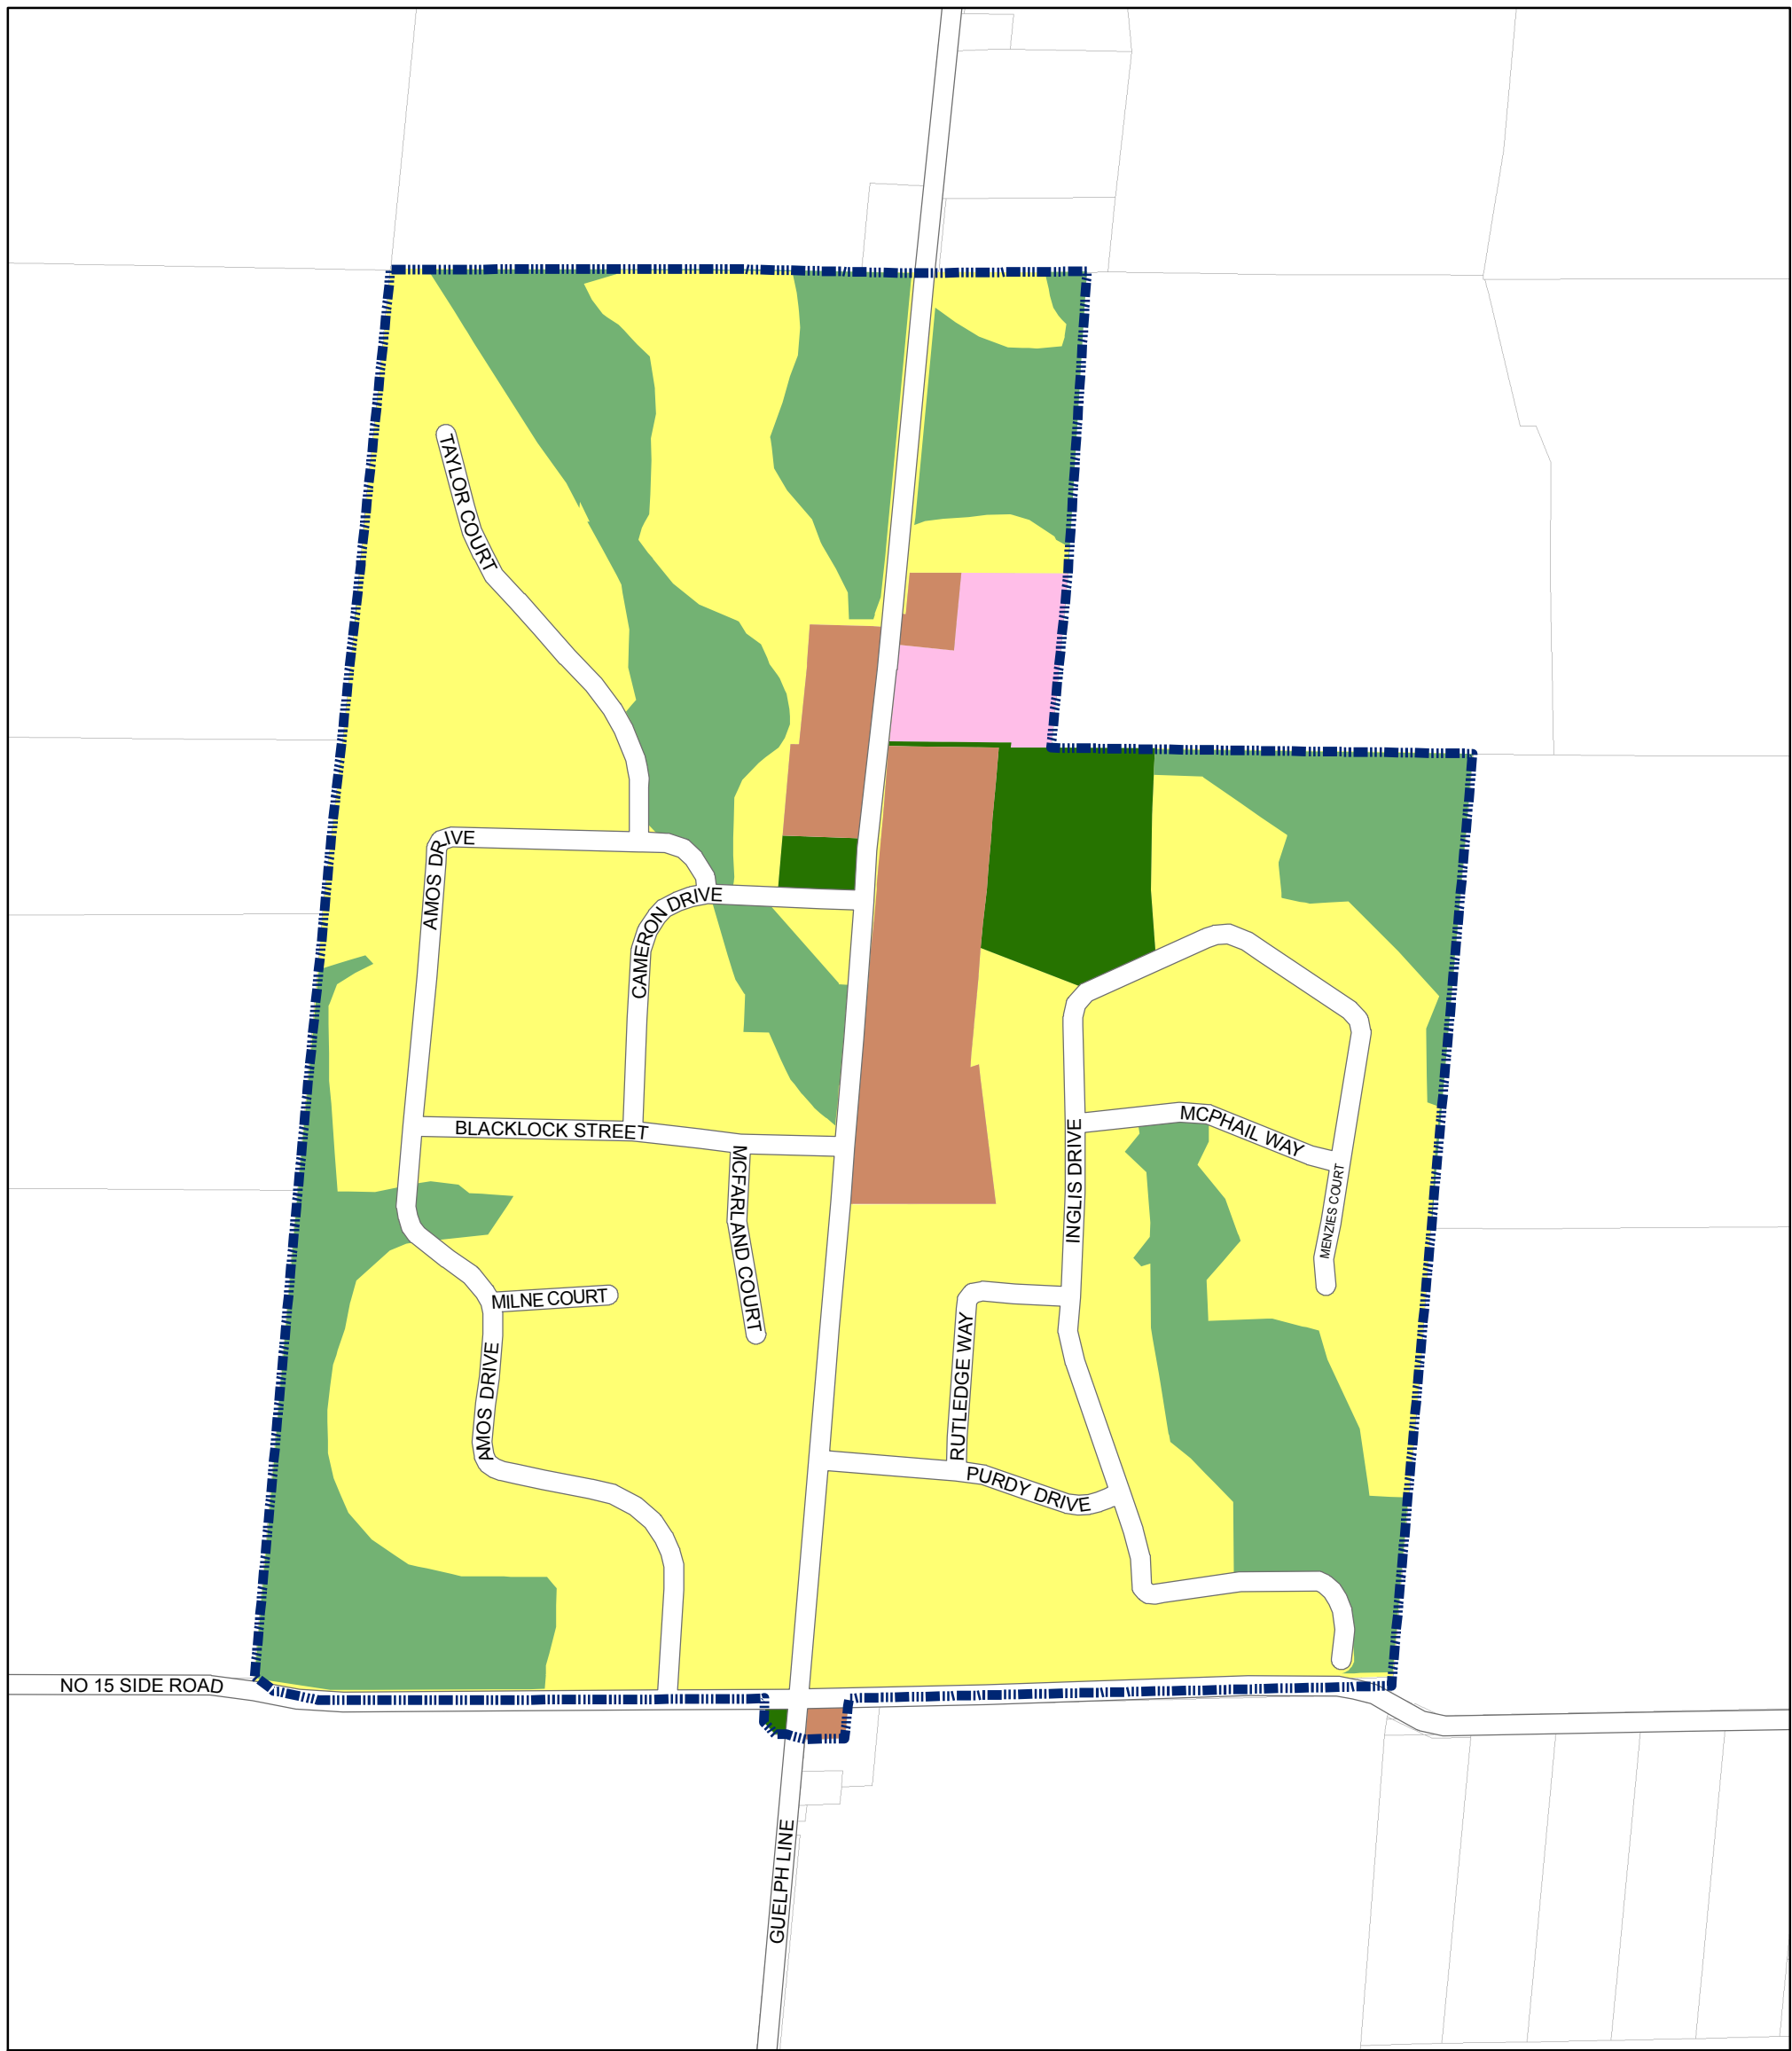 TAYLOR COURT
AMOS DRIVE
CAMERON DRIVE
BLACKLOCK STREET
MCFARLAND COURT
MCPHAIL WAY
INGLIS DRIVE
MENZIES COURT
MILNE COURT
AMOS DRIVE
RUTLEDGE WAY
PURDY DRIVE
NO 15 SIDE ROAD
GUELPH LINE